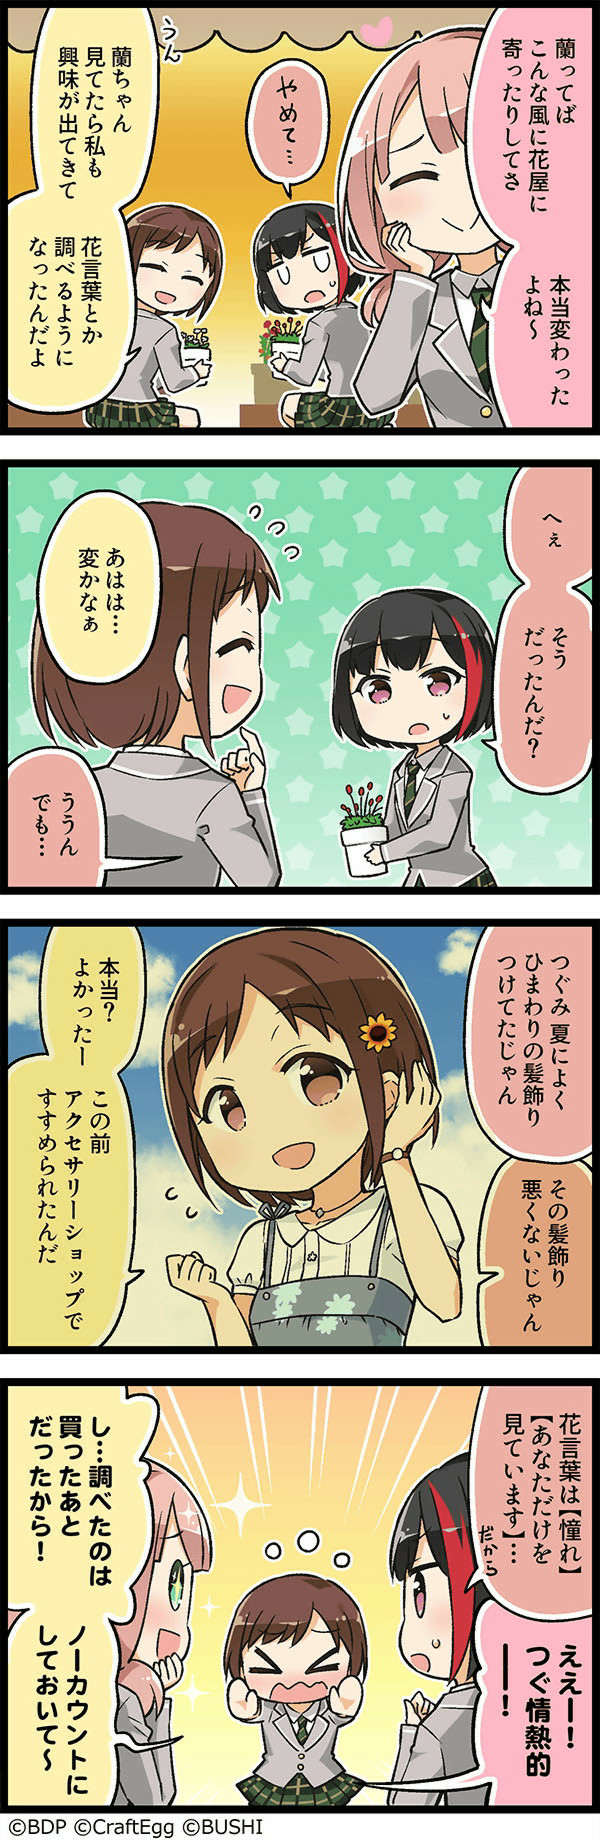 蘭ってば
こんな風に花屋に
寄ったりしてさ
本当変わった
よね～
やめて…
うん
蘭ちゃん
見てたら私も
興味が出てきて
花言葉とか
調べるように
なったんだよ
へぇ
そう
だったんだ？
あはは…
変かなぁ
ううん
でも…
つぐみ 夏によく
ひまわりの髪飾り
つけてたじゃん
その髪飾り
悪くないじゃん
本当？
よかったー
この前
アクセサリーショップで
すすめられたんだ
花言葉は【憧れ】
【あなただけを
見ています】…
だから
ええー！
つぐ情熱的
ー！
し…調べたのは
買ったあと
だったから！
ノーカウントに
しておいて～
©BDP ©CraftEgg ©BUSHI